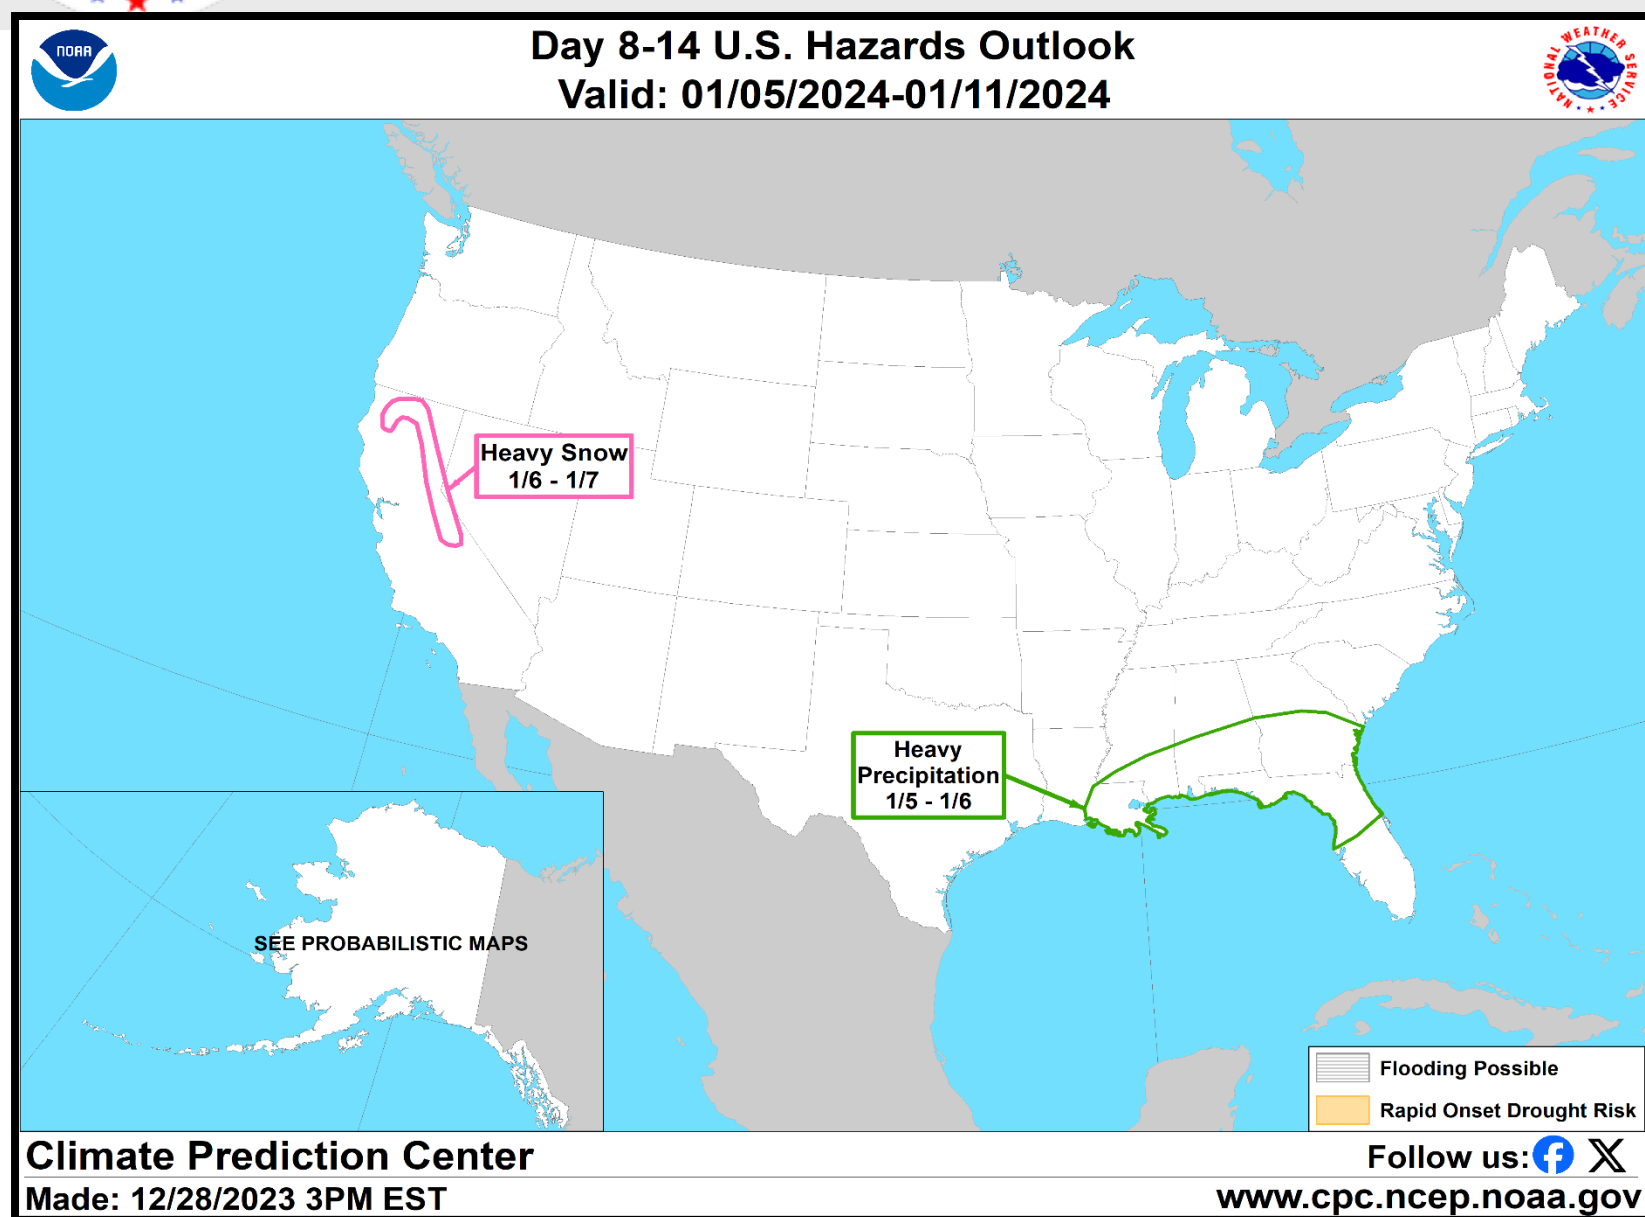 NOAA
Day 8-14 U.S. Hazards Outlook
Valid: 01/05/2024-01/11/2024
NATIONAL WEATHER SERVICE
Heavy Snow
1/6 - 1/7
Heavy
Precipitation
1/5 - 1/6
SEE PROBABILISTIC MAPS
Flooding Possible
Rapid Onset Drought Risk
Climate Prediction Center
Follow us:
Made: 12/28/2023 3PM EST
www.cpc.ncep.noaa.gov